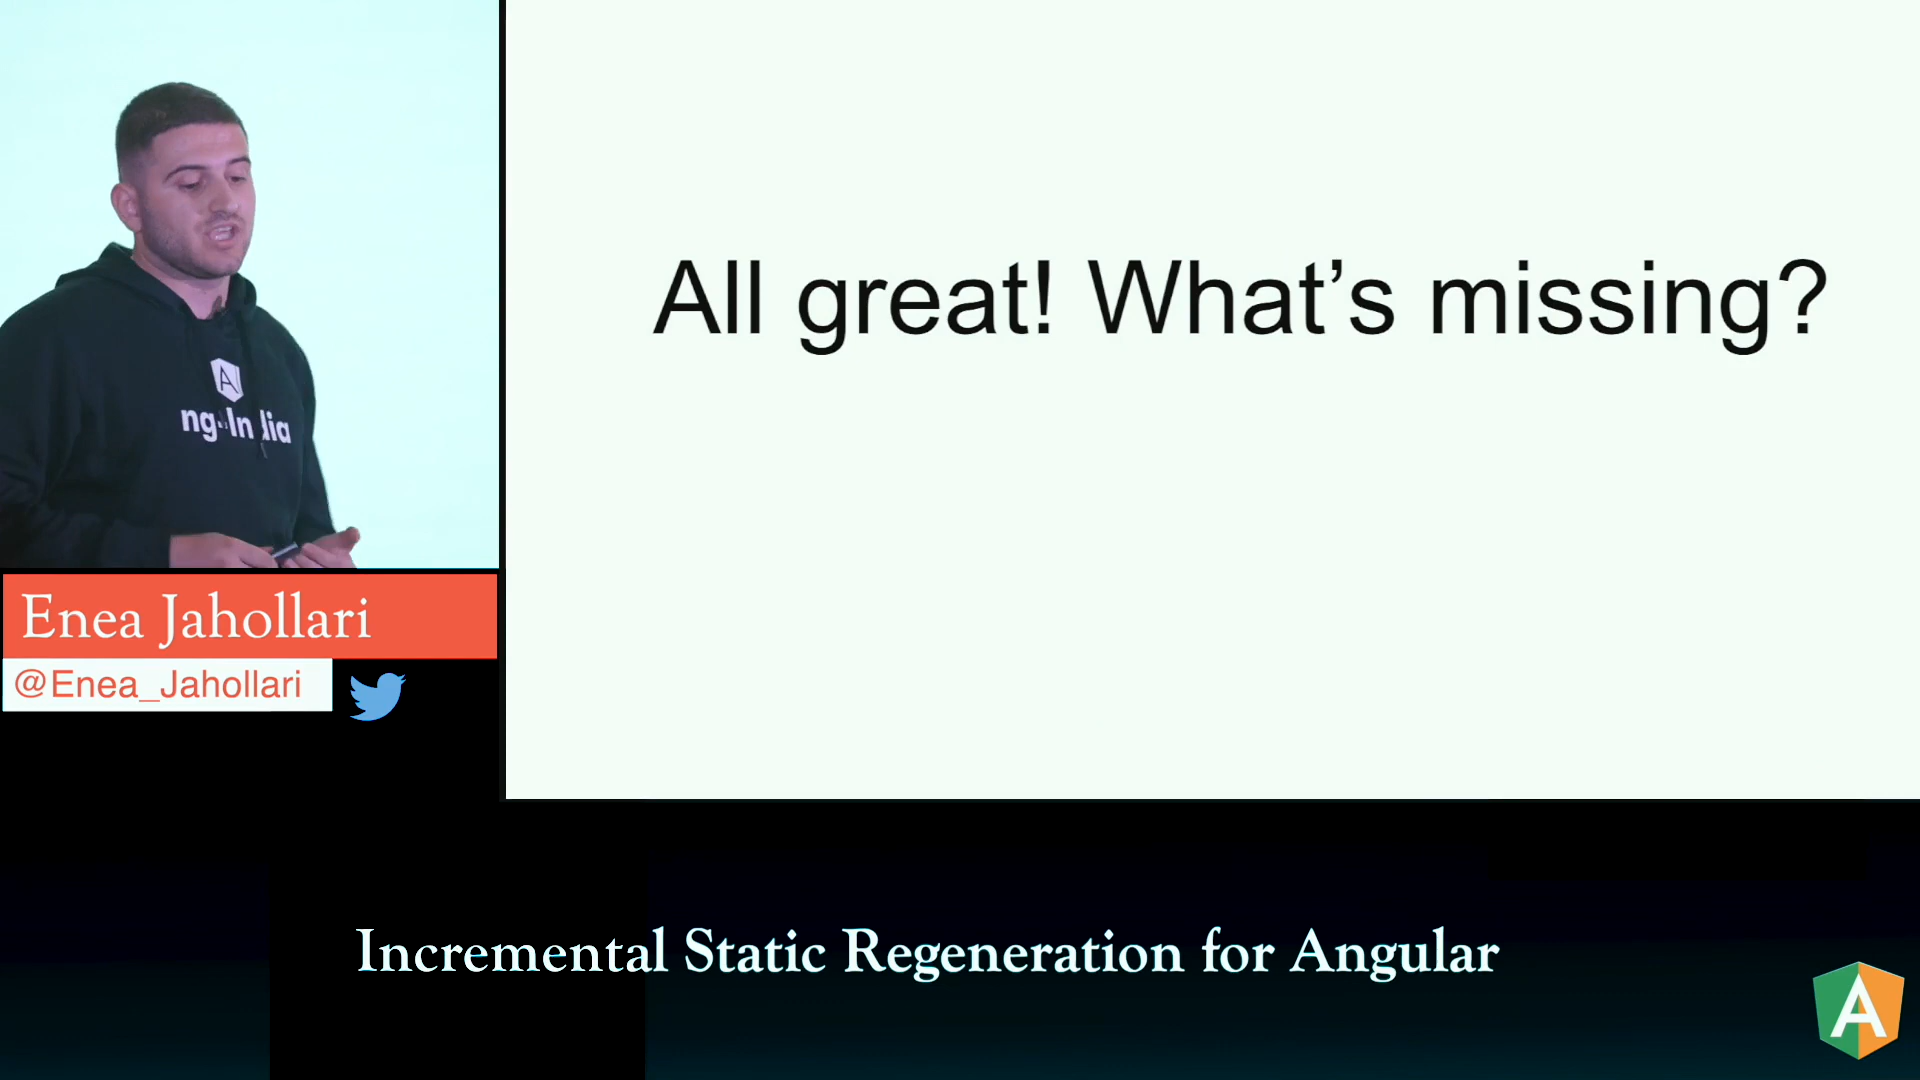 All great! What’s missing?
A
ng-India
Enea Jahollari
@Enea_Jahollari
Incremental Static Regeneration for Angular
A